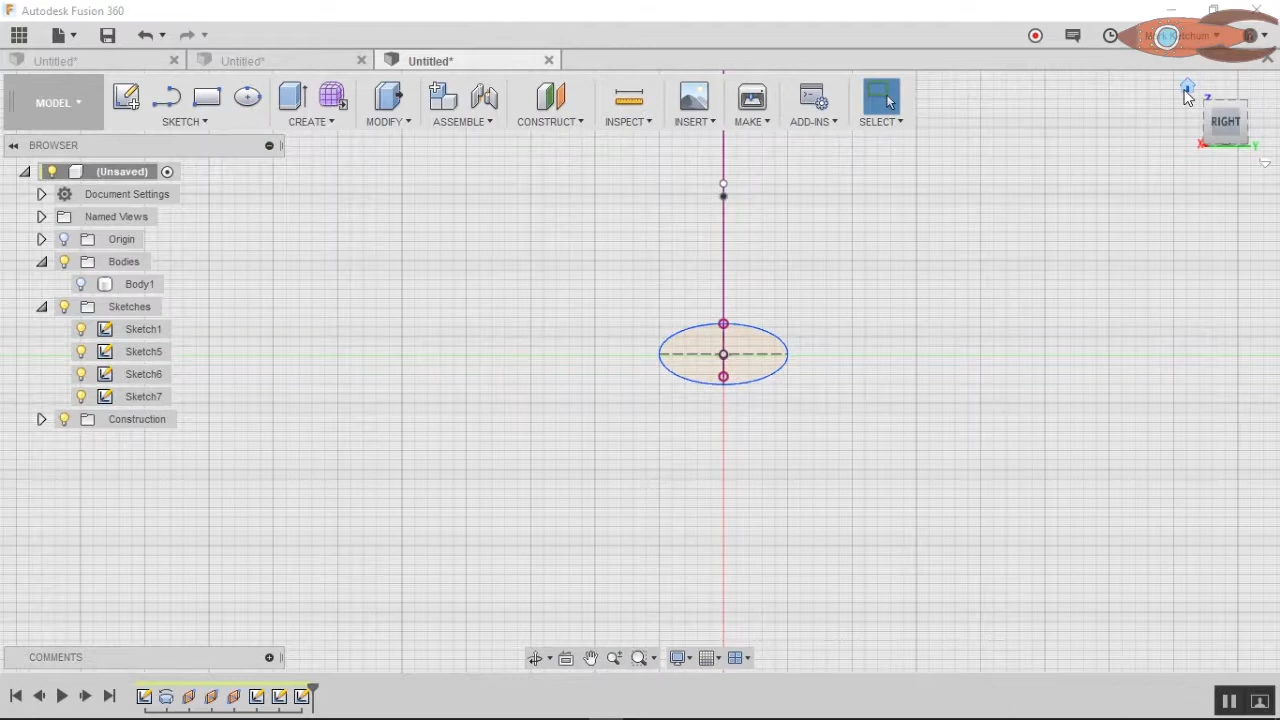 Autodesk Fusion 360
Untitled*
Untitled*
Untitled*
MODEL
SKETCH
CREATE
MODIFY
ASSEMBLE
CONSTRUCT
INSPECT
INSERT
MAKE
ADD-INS
SELECT
Z
RIGHT
X
Y
BROWSER
(Unsaved)
Document Settings
Named Views
Origin
Bodies
Body1
Sketches
Sketch1
Sketch5
Sketch6
Sketch7
Construction
COMMENTS